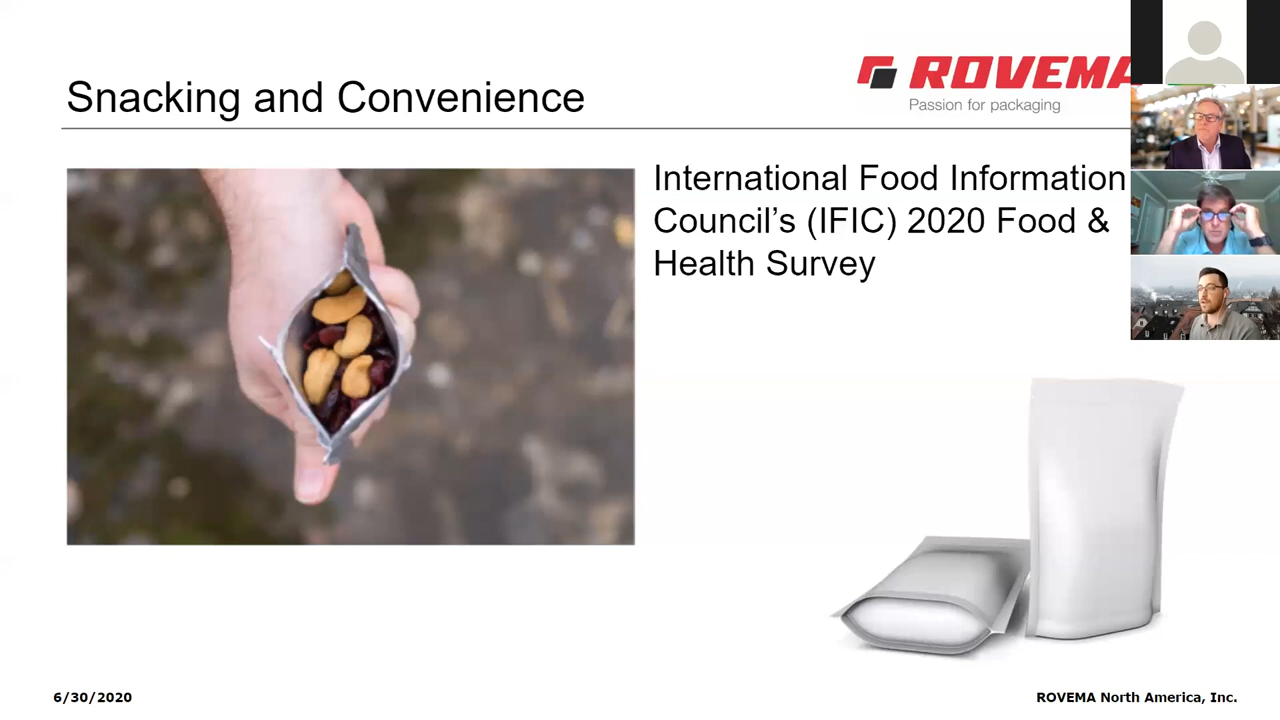 Snacking and Convenience
ROVEMA
Passion for packaging
International Food Information
Council’s (IFIC) 2020 Food &
Health Survey
6/30/2020
ROVEMA North America, Inc.